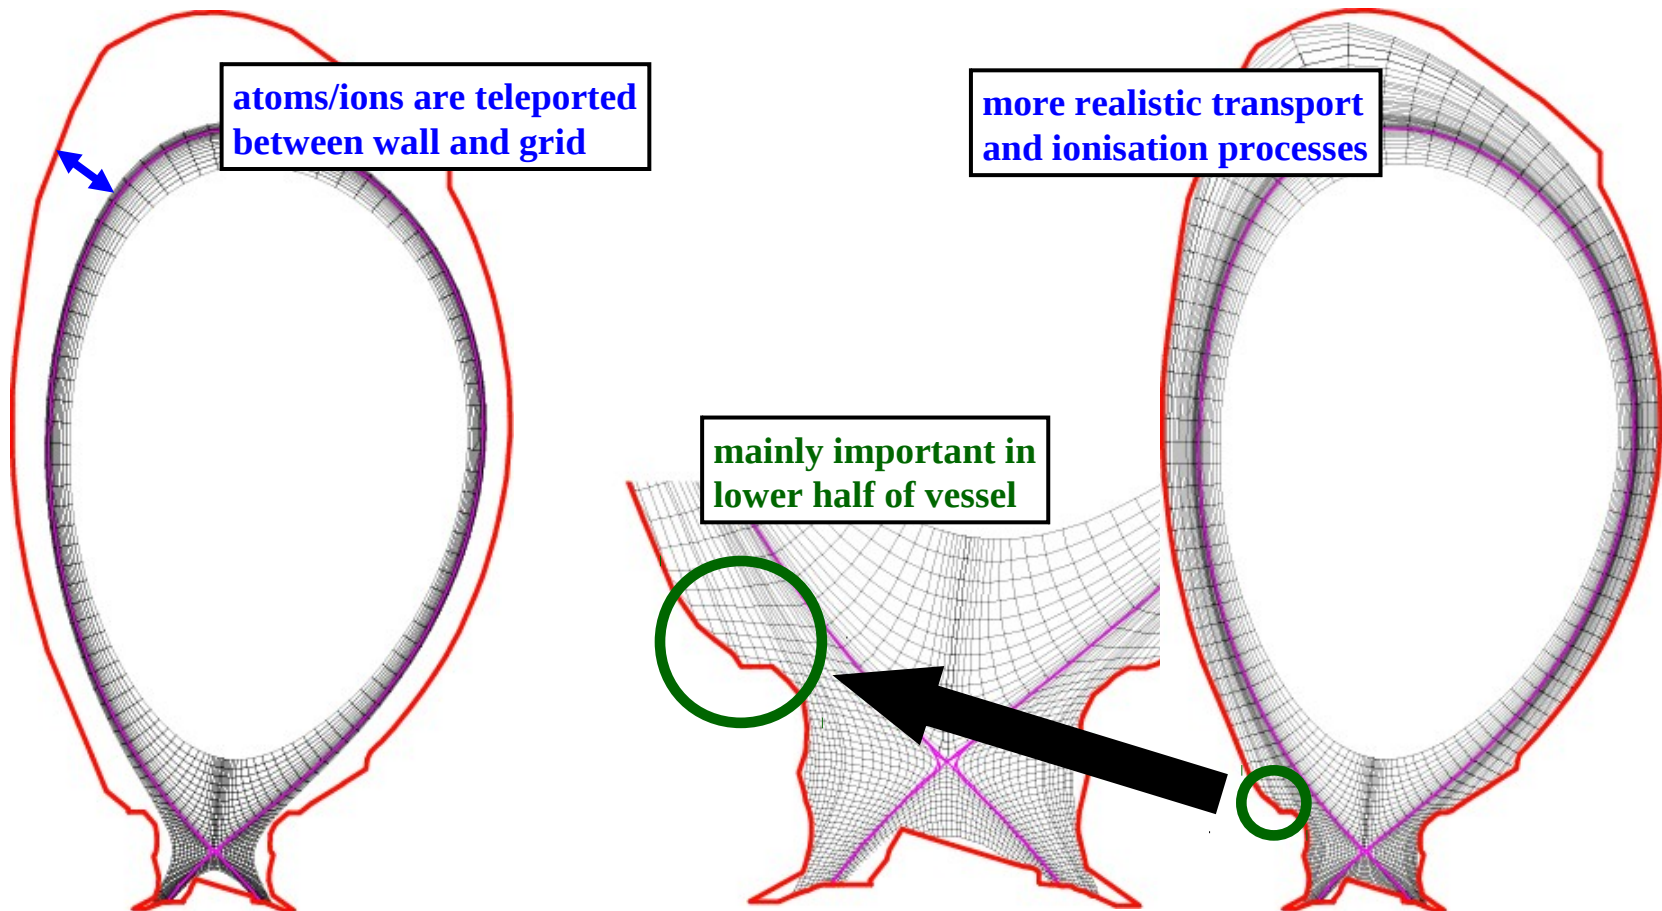 atoms/ions are teleported
between wall and grid
more realistic transport
and ionisation processes
mainly important in
lower half of vessel